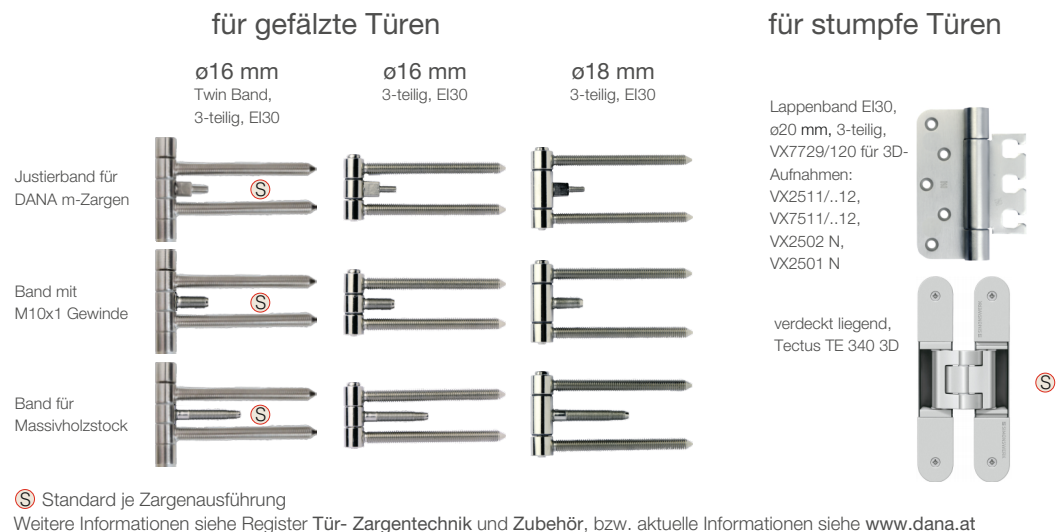 für gefälzte Türen
für stumpfe Türen
ø16 mm
Twin Band,
3-teilig, EI30
ø16 mm
3-teilig, EI30
ø18 mm
3-teilig, EI30
Justierband für
DANA m-Zargen
S
Band mit
M10x1 Gewinde
S
Band für
Massivholzstock
S
Lappenband EI30,
ø20 mm, 3-teilig,
VX7729/120 für 3D-
Aufnahmen:
VX2511/..12,
VX7511/..12,
VX2502 N,
VX2501 N
verdeckt liegend,
Tectus TE 340 3D
S
S Standard je Zargenausführung
Weitere Informationen siehe Register Tür- Zargentechnik und Zubehör, bzw. aktuelle Informationen siehe www.dana.at